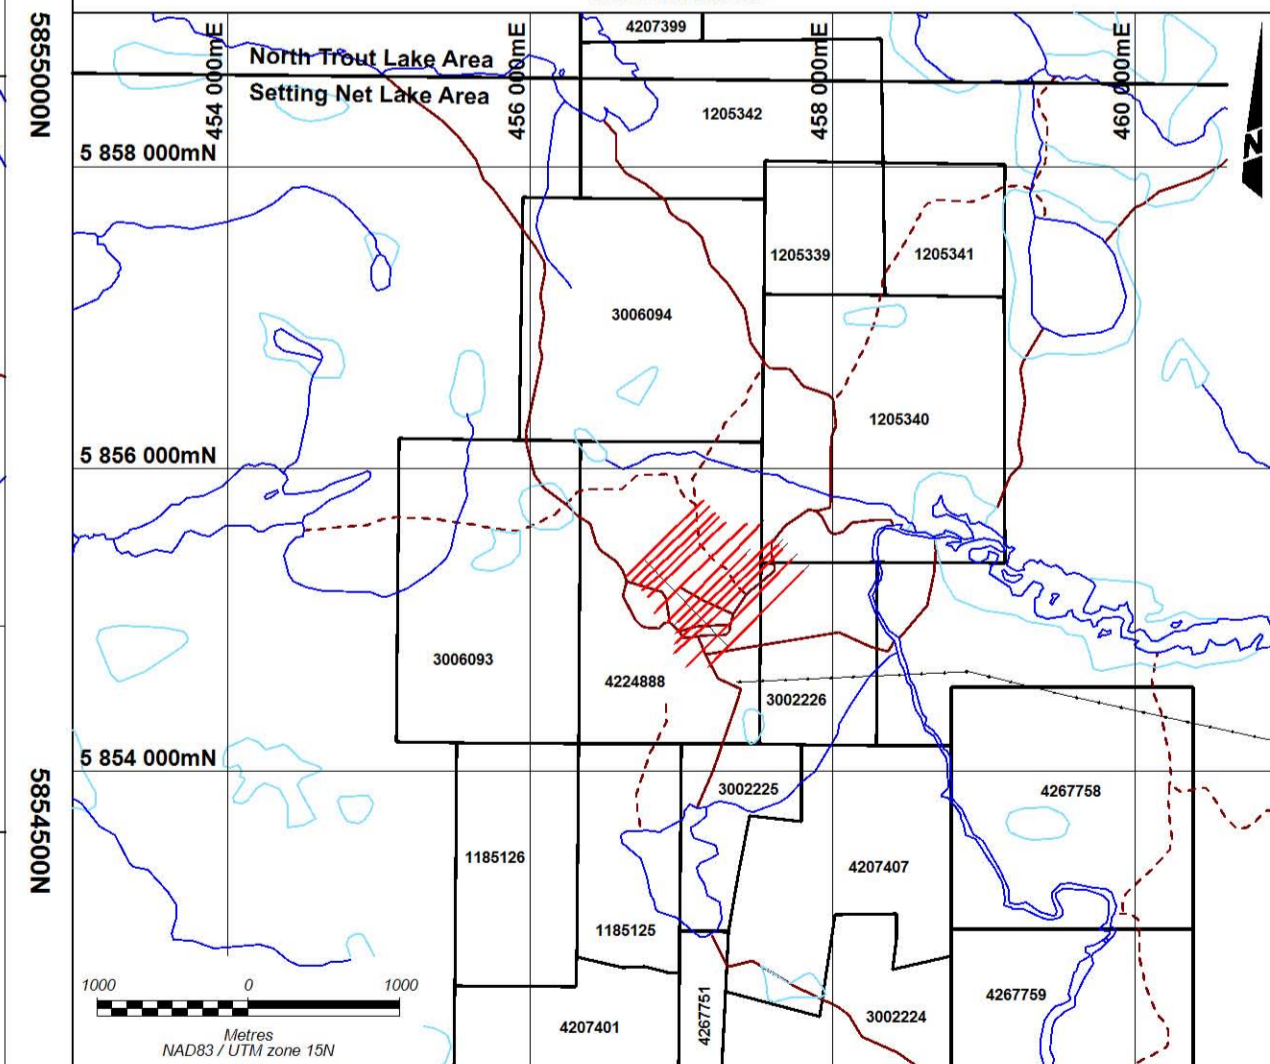 4207399
5855000N
454 000mE
North Trout Lake Area
Setting Net Lake Area
456 000mE
458 000mE
460 000mE
N
1205342
5 858 000mN
1205339
1205341
3006094
1205340
5 856 000mN
3006093
4224888
3002226
5 854 000mN
5854500N
3002225
4267758
1185126
4207407
1185125
4267759
1000 0 1000
Metres
NAD83 / UTM zone 15N
4207401
4267751
3002224